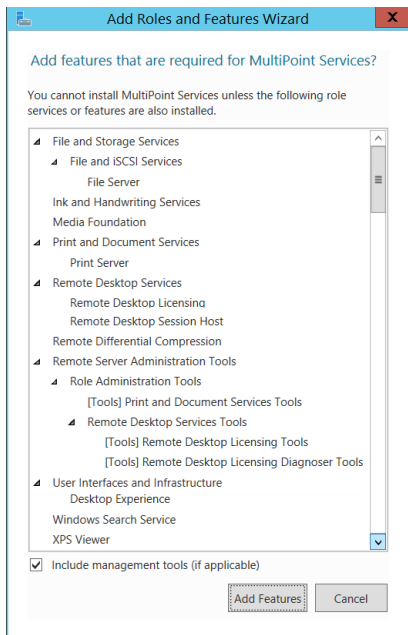 Add Roles and Features Wizard
X
Add features that are required for MultiPoint Services?
You cannot install MultiPoint Services unless the following role
services or features are also installed.
File and Storage Services
File and iSCSI Services
File Server
Ink and Handwriting Services
Media Foundation
Print and Document Services
Print Server
Remote Desktop Services
Remote Desktop Licensing
Remote Desktop Session Host
Remote Differential Compression
Remote Server Administration Tools
Role Administration Tools
[Tools] Print and Document Services Tools
Remote Desktop Services Tools
[Tools] Remote Desktop Licensing Tools
[Tools] Remote Desktop Licensing Diagnoser Tools
User Interfaces and Infrastructure
Desktop Experience
Windows Search Service
XPS Viewer
Include management tools (if applicable)
Add Features Cancel